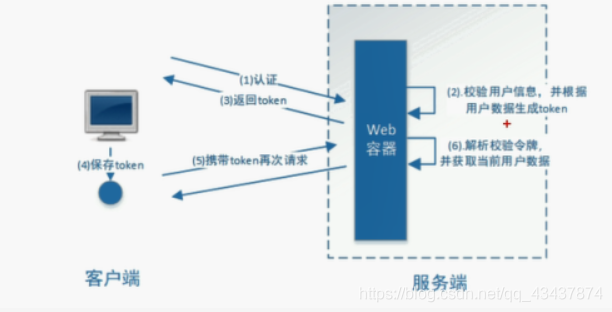 (1)认证
(3)返回token
(2).校验用户信息，并根据
用户数据生成token
Web
容器
(6).解析校验令牌,
并获取当前用户数据
(4)保存token
(5)携带token再次请求
客户端
服务端
https://blog.csdn.net/qq_43437874